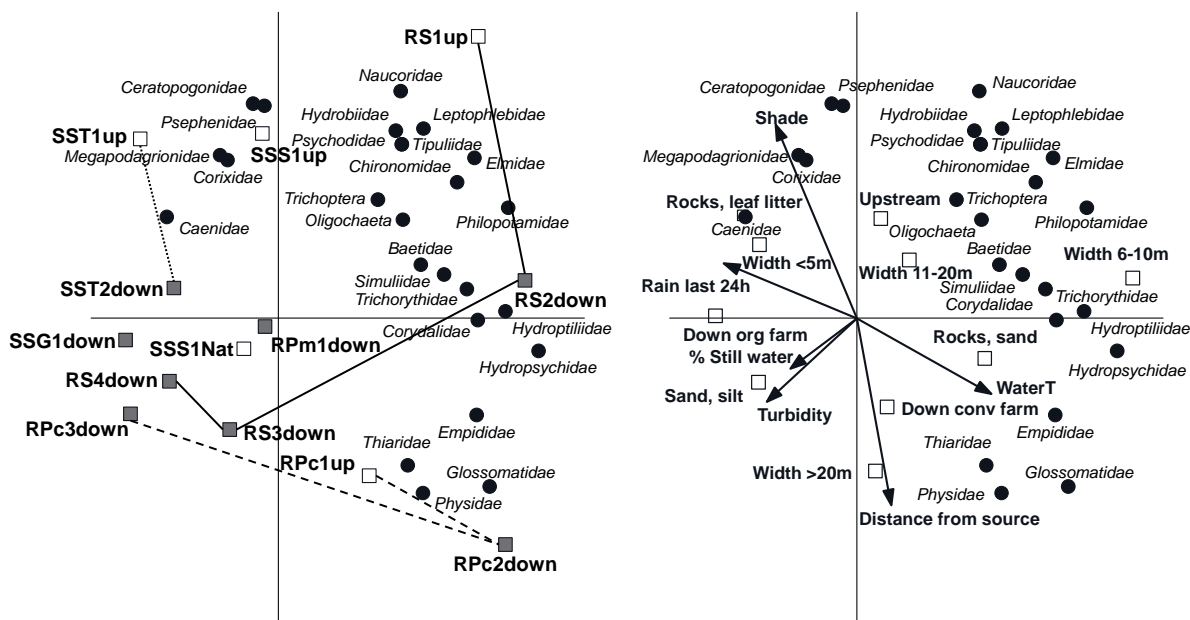 RS1up
Naucoridae
Ceratopogonidae
Hydrobiidae
Leptophlebidae
Psephenidae
SST1up
Psychodidae
Tipuliidae
SSS1up
Megapodagrionidae
Chironomidae
Elmidae
Corixidae
Trichoptera
Oligochaeta
Philopotamidae
Caenidae
Baetidae
Simuliidae
SST2down
Trichorythidae
RS2down
Corydalidae
Hydroptiliidae
SSG1down
SSS1Nat
RPm1down
Hydropsychidae
RS4down
RPc3down
RS3down
Empididae
Thiaridae
RPc1up
Glossomatidae
Physidae
RPc2down
Ceratopogonidae
Psephenidae
Naucoridae
Shade
Hydrobiidae
Leptophlebidae
Psychodidae
Tipuliidae
Megapodagrionidae
Chironomidae
Elmidae
Corixidae
Rocks, leaf litter
Upstream
Trichoptera
Philopotamidae
Caenidae
Oligochaeta
Baetidae
Width 6-10m
Width <5m
Width 11-20m
Rain last 24h
Simuliidae
Trichorythidae
Corydalidae
Down org farm
Hydroptiliidae
Rocks, sand
% Still water
Hydropsychidae
Sand, silt
WaterT
Turbidity
Down conv farm
Empididae
Thiaridae
Width >20m
Glossomatidae
Physidae
Distance from source